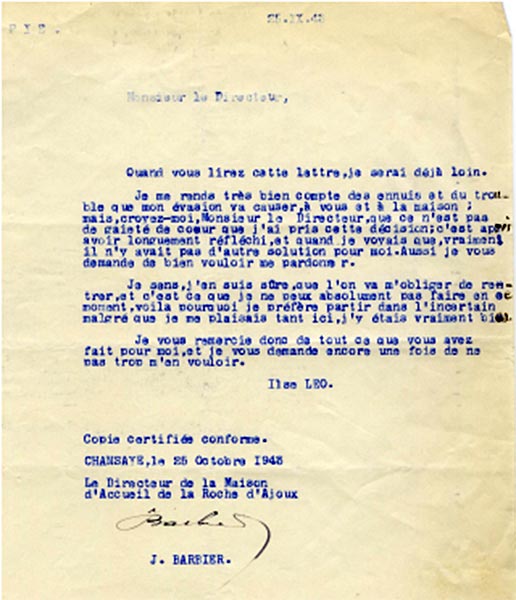 25.IX.43
Monsieur le Directeur,
Quand vous lirez cette lettre,je serai déjà loin.
Je me rends très bien compte des ennuis et du trou-
ble que mon évasion va causer,à vous et à la maison ;
mais,croyez-moi,Monsieur le Directeur,que ce n'est pas
de gaieté de coeur que j'ai pris cette décision;c'est après
avoir longuement réfléchi,et quand je voyais que,vraiment
il n'y avait pas d'autre solution pour moi.Aussi je vous
demande de bien vouloir me pardonner.
Je sens,j'en suis sûre,que l'on va m'obliger de ren-
trer,et c'est ce que je ne peux absolument pas faire en ce
moment,voila pourquoi je préfère partir dans l'incertain
malgré que je me plaisais tant ici,j'y étais vraiment bien.
Je vous remercie donc de tout ce que vous avez
fait pour moi,et je vous demande encore une fois de ne
pas trop m'en vouloir.
Ilse LEO.
Copie certifiée conforme.
CHANSAYE,le 25 Octobre 1943
Le Directeur de la Maison
d'Accueil de la Roche d'Ajoux
J. BARBIER.